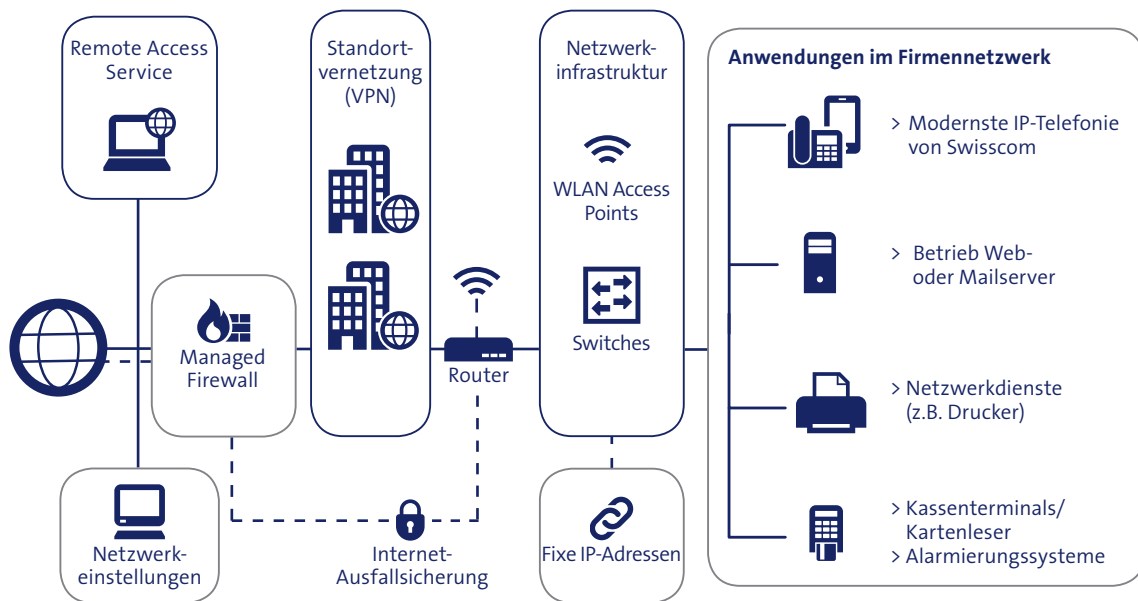 Remote Access
Service
Standort-
vernetzung
(VPN)
Netzwerk-
infrastruktur
WLAN Access
Points
Switches
Managed
Firewall
Router
Netzwerk-
einstellungen
Internet-
Ausfallsicherung
Fixe IP-Adressen
Anwendungen im Firmennetzwerk
> Modernste IP-Telefonie
von Swisscom
> Betrieb Web-
oder Mailserver
> Netzwerkdienste
(z.B. Drucker)
> Kassenterminals/
Kartenleser
> Alarmierungssysteme